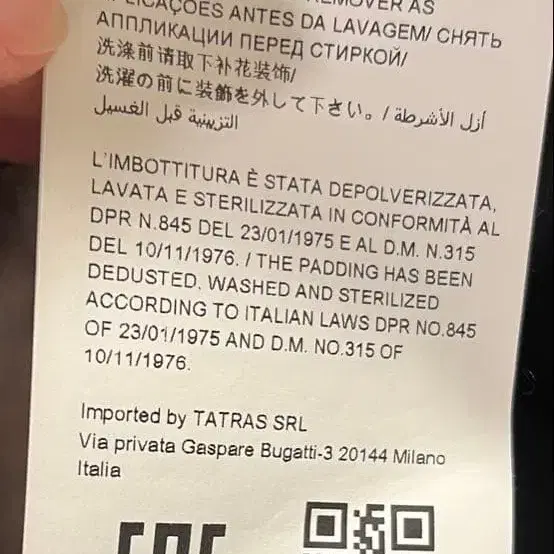 REMOVER AS
APLICAÇÕES ANTES DA LAVAGEM/ СНЯТЬ
АППЛИКАЦИИ ПЕРЕД СТИРКОЙ/
洗涤前请取下补花装饰/
洗濯の前に装飾を外して下さい。/ أزل الأشرطة
التزيينية قبل الغسيل
L'IMBOTTITURA È STATA DEPOLVERIZZATA,
LAVATA E STERILIZZATA IN CONFORMITÀ AL
DPR N.845 DEL 23/01/1975 E AL D.M. N.315
DEL 10/11/1976. / THE PADDING HAS BEEN
DEDUSTED, WASHED AND STERILIZED
ACCORDING TO ITALIAN LAWS DPR NO.845
OF 23/01/1975 AND D.M. NO.315 OF
10/11/1976.
Imported by TATRAS SRL
Via privata Gaspare Bugatti-3 20144 Milano
Italia